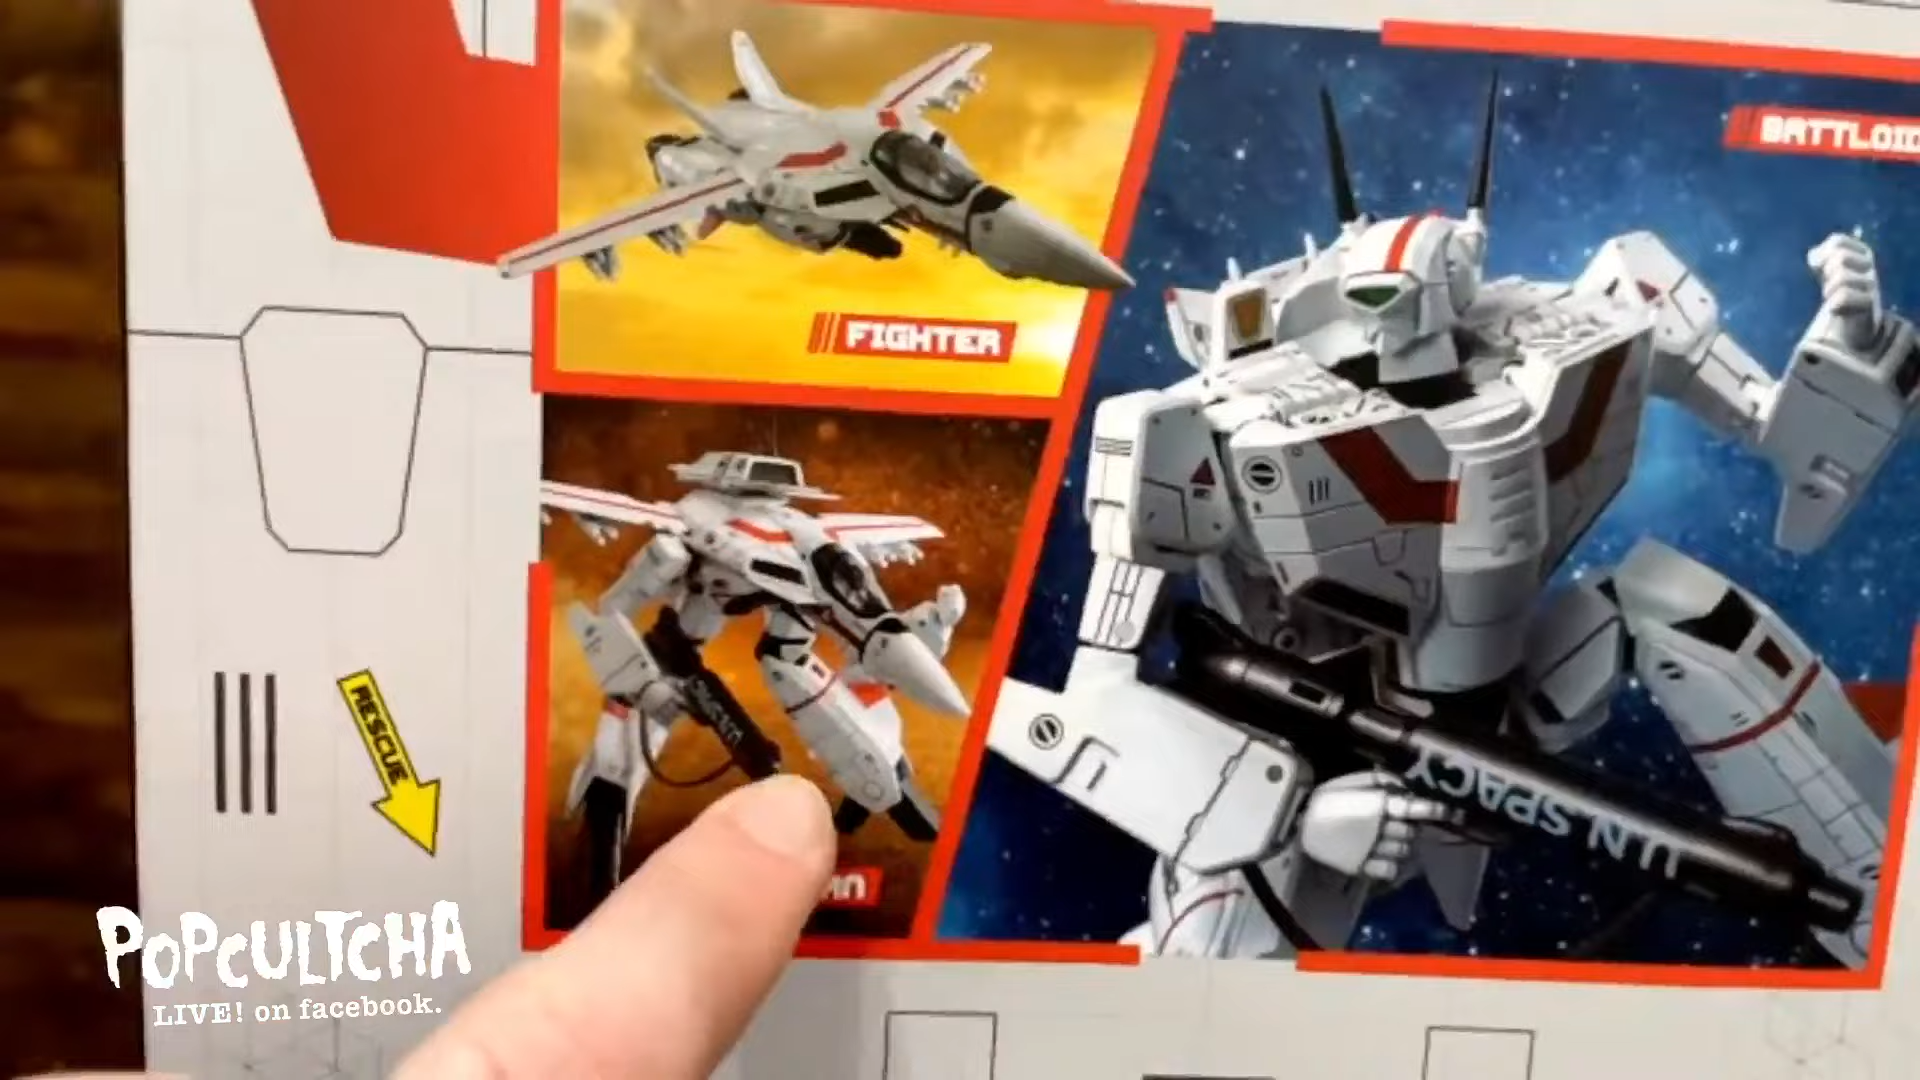 BATTLOID
FIGHTER
RESCUE
U.N.SPACY
POPCULTCHA
LIVE! on facebook.